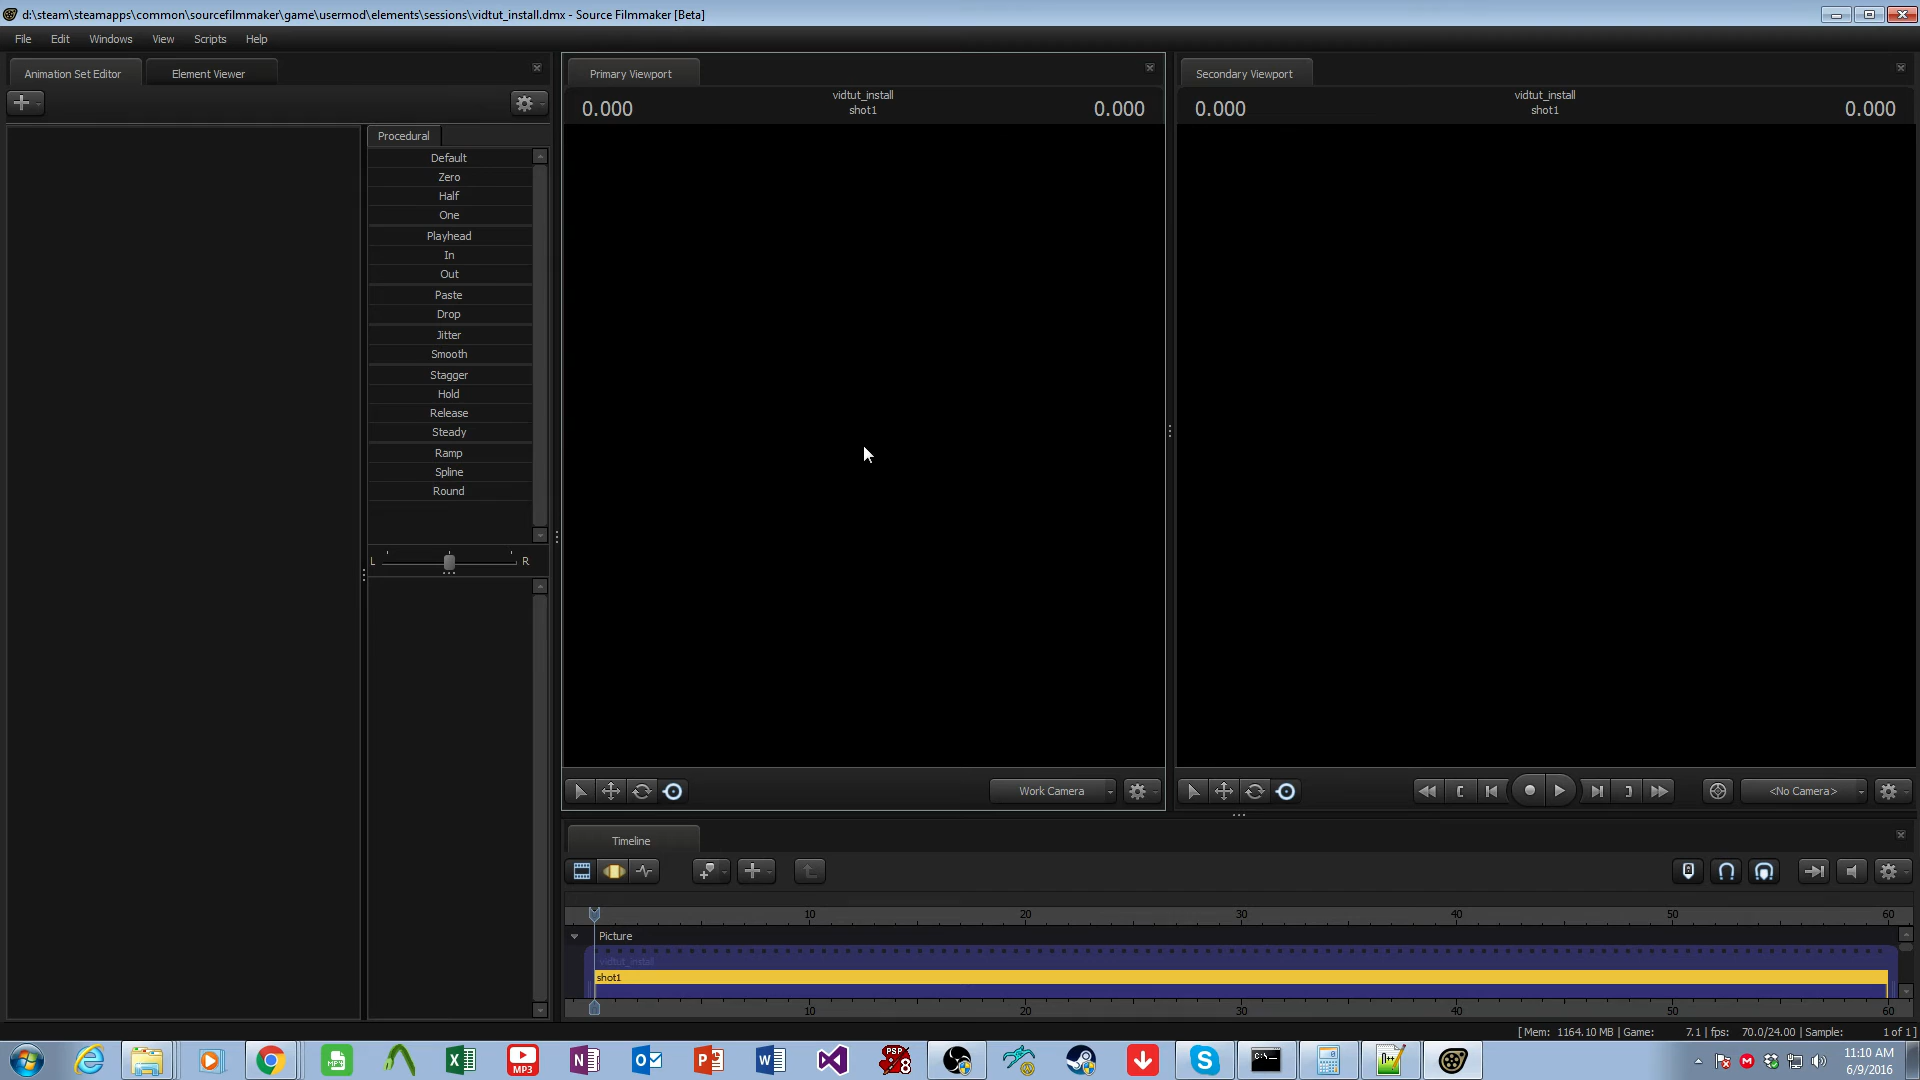 d:\steam\steamapps\common\sourcefilmmaker\game\usermod\elements\sessions\vidtut_install.dmx - Source Filmmaker [Beta]
File Edit Windows View Scripts Help
Animation Set Editor
Element Viewer
Procedural
Default
Zero
Half
One
Playhead
In
Out
Paste
Drop
Jitter
Smooth
Stagger
Hold
Release
Steady
Ramp
Spline
Round
L R
Primary Viewport
0.000
vidtut_install
shot1
0.000
Work Camera
Secondary Viewport
0.000
vidtut_install
shot1
0.000
<No Camera>
Timeline
10 20 30 40 50 60
Picture
vidtut_install
shot1
10 20 30 40 50 60
[ Mem: 1164.10 MB | Game: 7.1 | fps: 70.0/24.00 | Sample: 1 of 1 ]
MP3
PSP
8
C:\
11:10 AM
6/9/2016